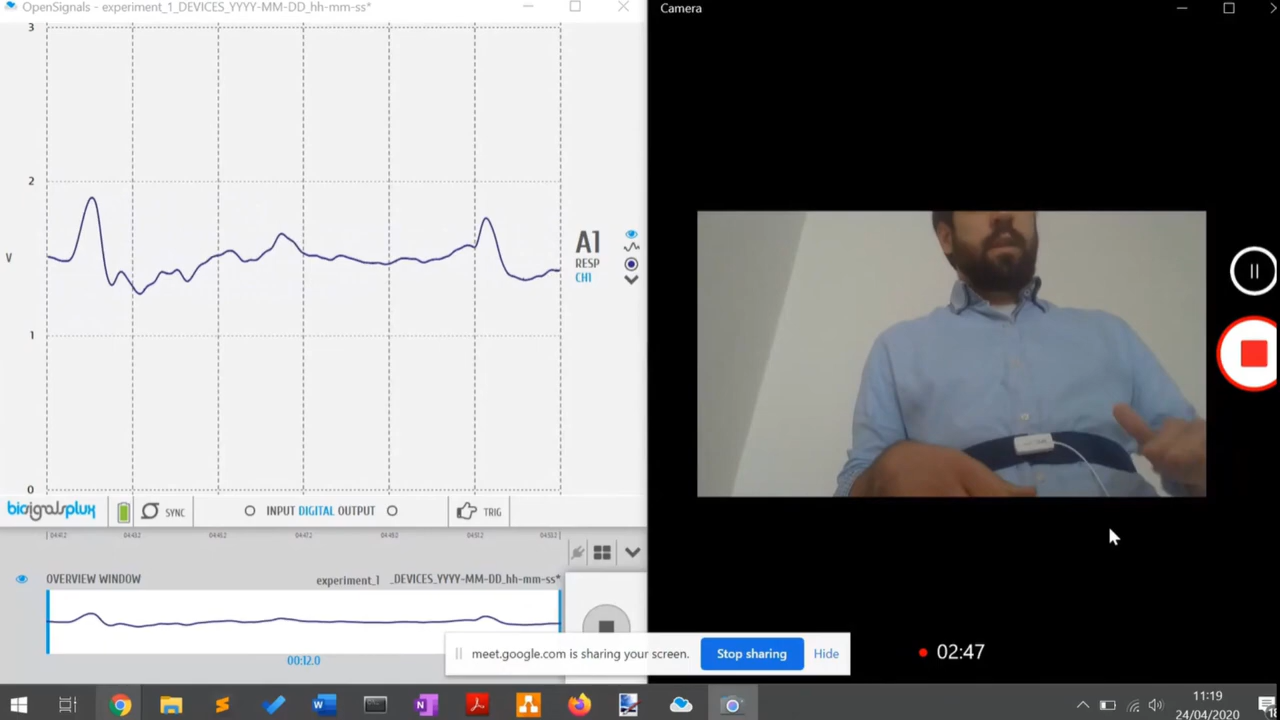 OpenSignals - experiment_1_DEVICES_YYYY-MM-DD_hh-mm-ss*
Camera
3
2
V
1
0
A1
RESP
CH1
biosignalsplux
SYNC
INPUT DIGITAL OUTPUT
TRIG
OVERVIEW WINDOW
experiment_1 _DEVICES_YYYY-MM-DD_hh-mm-ss*
00:12.0
meet.google.com is sharing your screen.
Stop sharing
Hide
02:47
11:19
24/04/2020